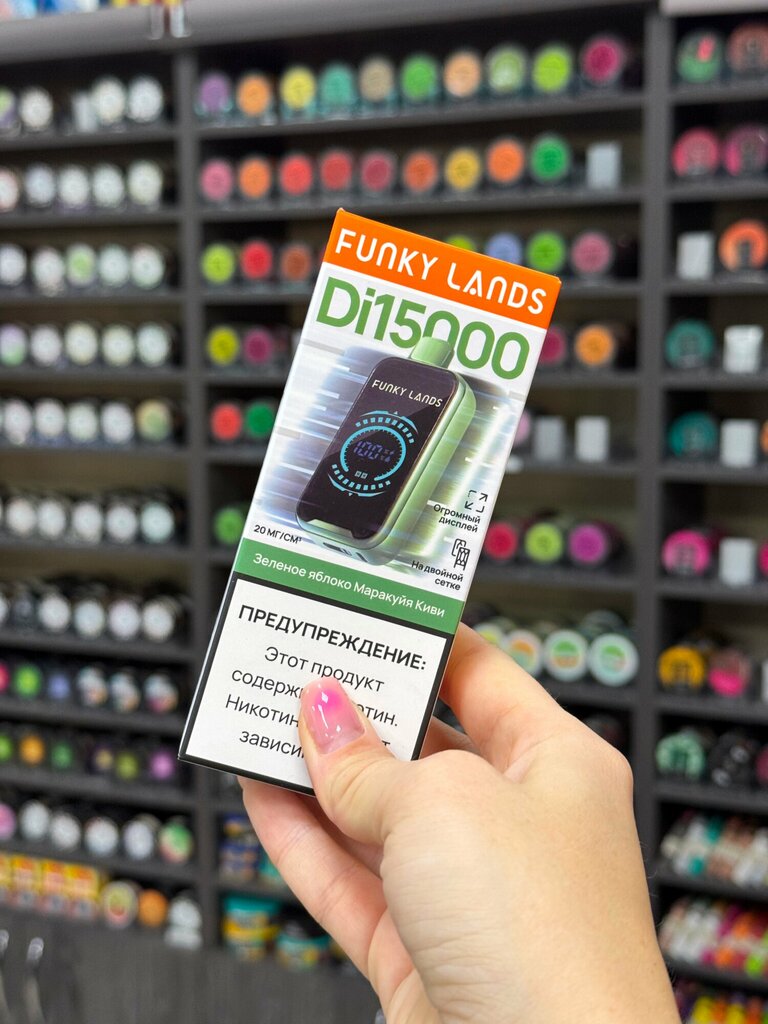 FUNKY LANDS
Di15000
FUNKY LANDS
100%
Огромный
дисплей
20 МГ/СМ³
На двойной
сетке
Зеленое яблоко Маракуйя Киви
ПРЕДУПРЕЖДЕНИЕ:
Этот продукт
Никотин